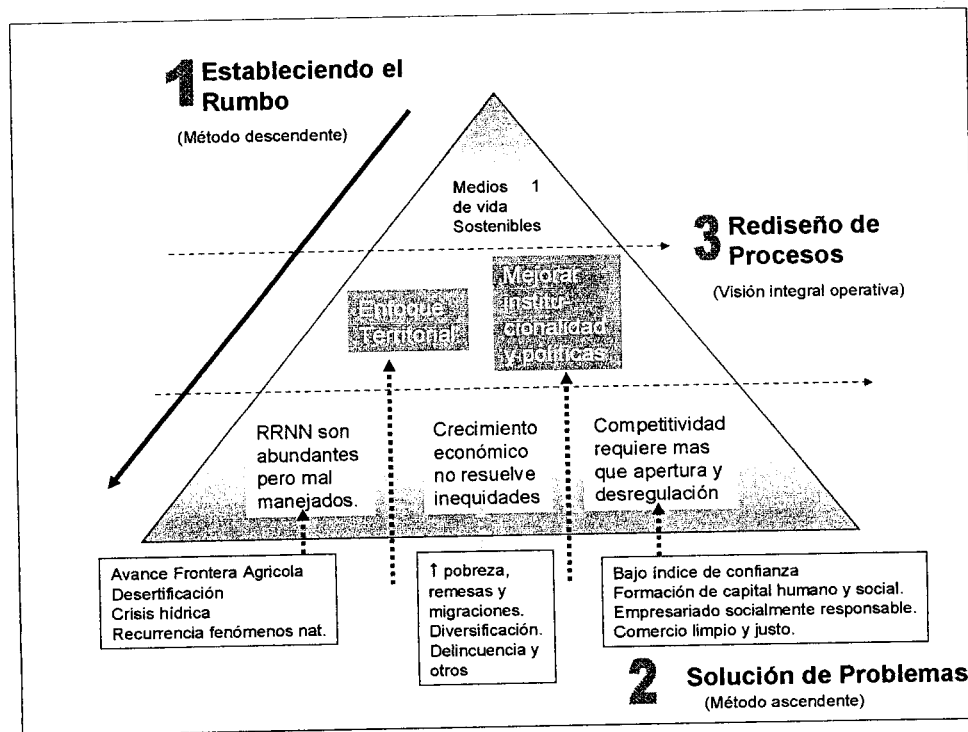 1 Estableciendo el
Rumbo
(Método descendente)
Medios 1
de vida
Sostenibles
3 Rediseño de
Procesos
(Visión integral operativa)
Enfoque
Territorial
Mejorar
institu-
cionalidad
y políticas
RRNN son
abundantes
pero mal
manejados.
Crecimiento
económico
no resuelve
inequidades
Competitividad
requiere mas
que apertura y
desregulación
Avance Frontera Agricola
Desertificación
Crisis hídrica
Recurrencia fenómenos nat.
↑ pobreza,
remesas y
migraciones.
Diversificación.
Delincuencia y
otros
Bajo índice de confianza
Formación de capital humano y social.
Empresariado socialmente responsable.
Comercio limpio y justo.
2 Solución de Problemas
(Método ascendente)